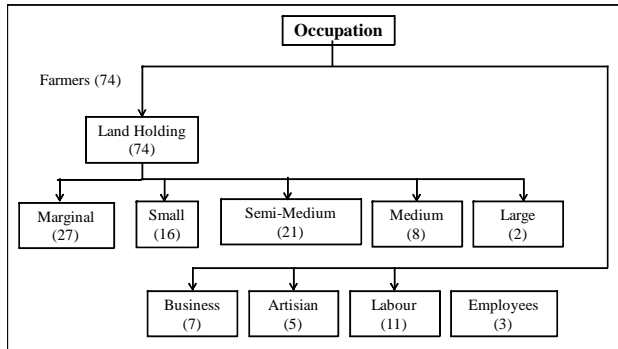 Occupation
Farmers (74)
Land Holding
(74)
Marginal
(27)
Small
(16)
Semi-Medium
(21)
Medium
(8)
Large
(2)
Business
(7)
Artisian
(5)
Labour
(11)
Employees
(3)